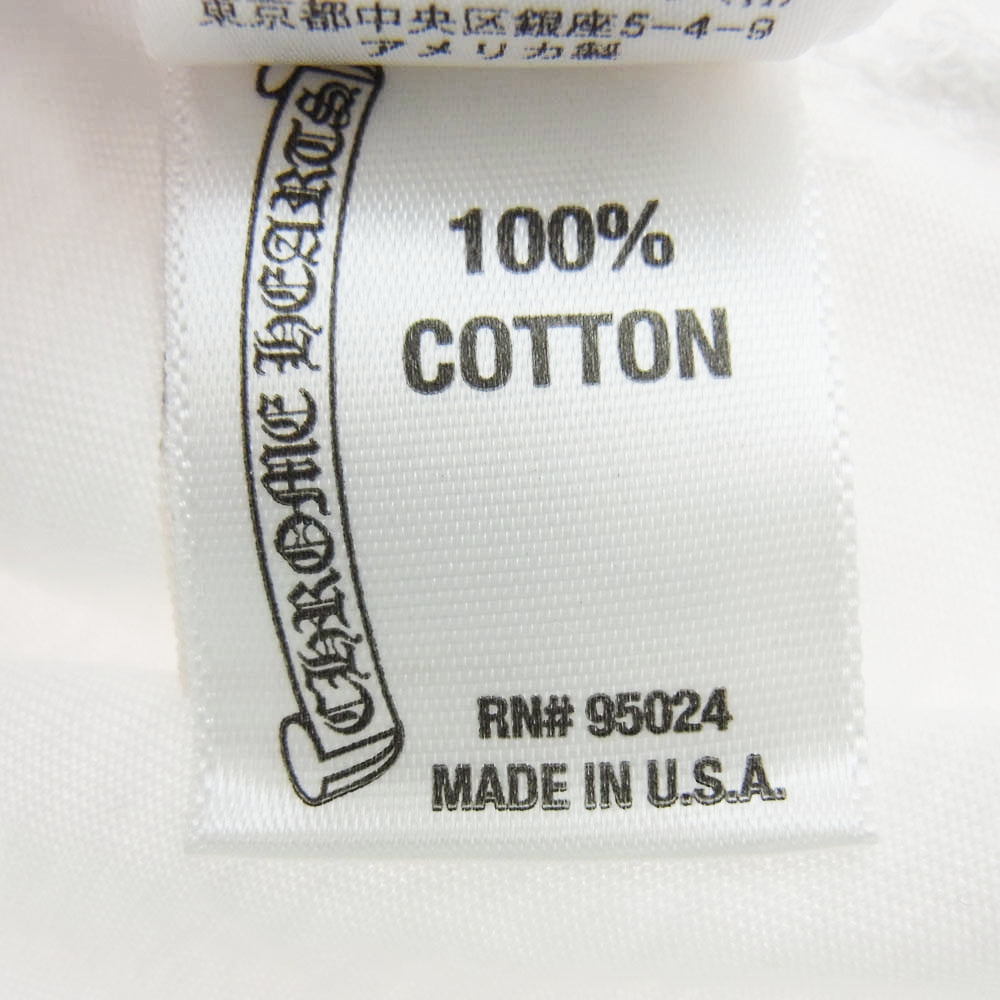 東京都中央区銀座5-4-9
アメリカ製
CHROME HEARTS
100%
COTTON
RN# 95024
MADE IN U.S.A.